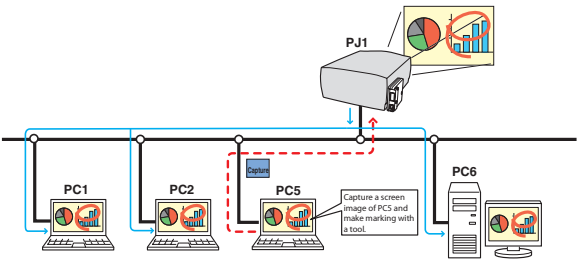 PJ1
Capture
PC1
PC2
PC5
PC6
Capture a screen
image of PC5 and
make marking with
a tool.